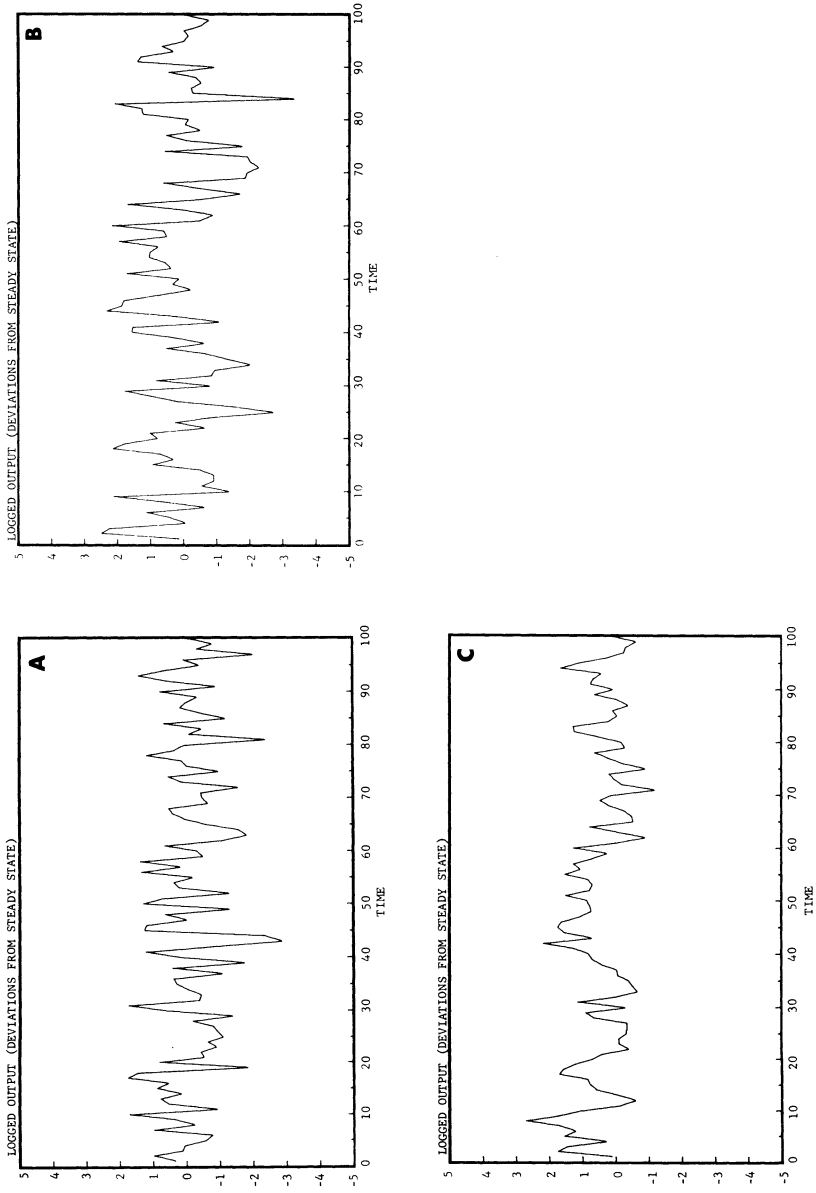 LOGGED OUTPUT (DEVIATIONS FROM STEADY STATE)
A
5
4
3
2
1
0
-1
-2
-3
-4
-5
0 10 20 30 40 50 60 70 80 90 100
TIME
LOGGED OUTPUT (DEVIATIONS FROM STEADY STATE)
B
5
4
3
2
1
0
-1
-2
-3
-4
-5
0 10 20 30 40 50 60 70 80 90 100
TIME
LOGGED OUTPUT (DEVIATIONS FROM STEADY STATE)
C
5
4
3
2
1
0
-1
-2
-3
-4
-5
0 10 20 30 40 50 60 70 80 90 100
TIME